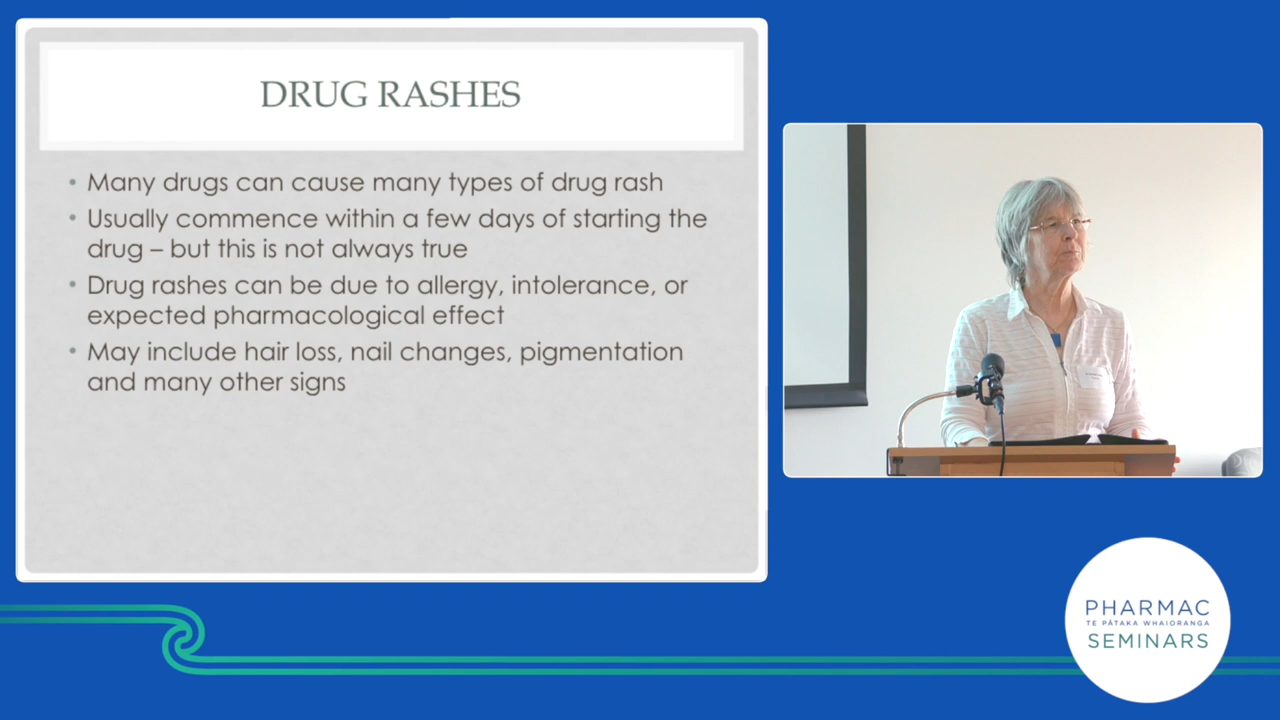 DRUG RASHES
• Many drugs can cause many types of drug rash
• Usually commence within a few days of starting the
drug – but this is not always true
• Drug rashes can be due to allergy, intolerance, or
expected pharmacological effect
• May include hair loss, nail changes, pigmentation
and many other signs
PHARMAC
TE PĀTAKA WHAIORANGA
SEMINARS